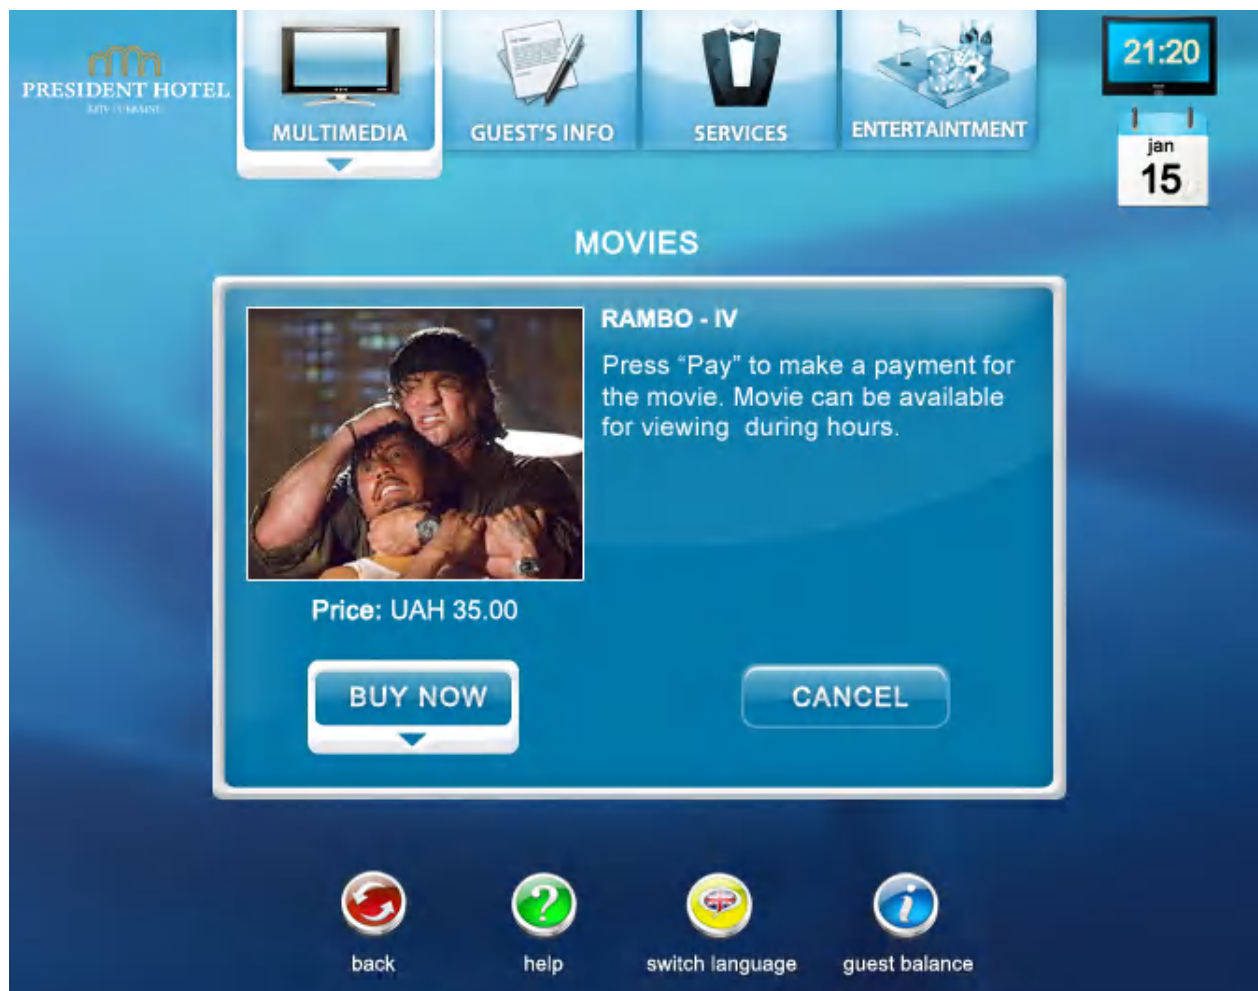 PRESIDENT HOTEL
KIEV UKRAINE
MULTIMEDIA
GUEST'S INFO
SERVICES
ENTERTAINTMENT
21:20
jan
15
MOVIES
RAMBO - IV
Press “Pay” to make a payment for
the movie. Movie can be available
for viewing during hours.
Price: UAH 35.00
BUY NOW
CANCEL
back
help
switch language
guest balance